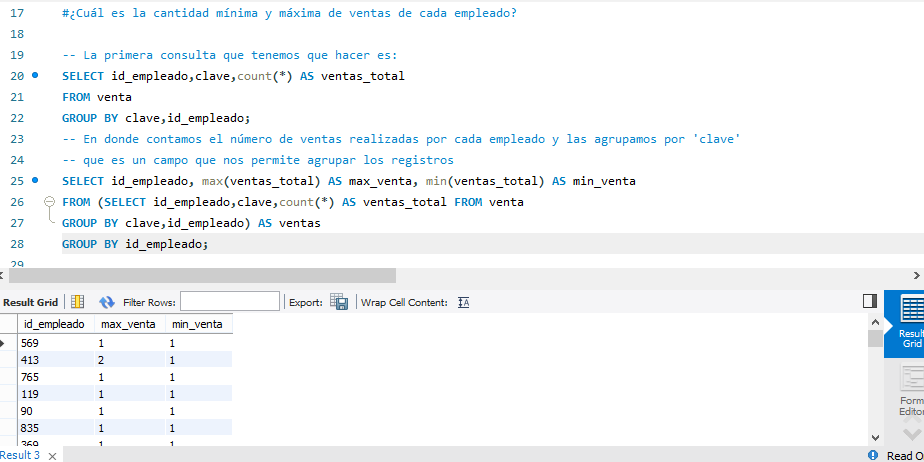 17 #¿Cuál es la cantidad mínima y máxima de ventas de cada empleado?
18
19 -- La primera consulta que tenemos que hacer es:
20 SELECT id_empleado,clave,count(*) AS ventas_total
21 FROM venta
22 GROUP BY clave,id_empleado;
23 -- En donde contamos el número de ventas realizadas por cada empleado y las agrupamos por 'clave'
24 -- que es un campo que nos permite agrupar los registros
25 SELECT id_empleado, max(ventas_total) AS max_venta, min(ventas_total) AS min_venta
26 FROM (SELECT id_empleado,clave,count(*) AS ventas_total FROM venta
27 GROUP BY clave,id_empleado) AS ventas
28 GROUP BY id_empleado;
29
Result Grid Filter Rows: Export: Wrap Cell Content: IA
id_empleado max_venta min_venta
569 1 1
413 2 1
765 1 1
119 1 1
90 1 1
835 1 1
369 1 1
Result
Grid
Form
Editor
Result 3 × Read O